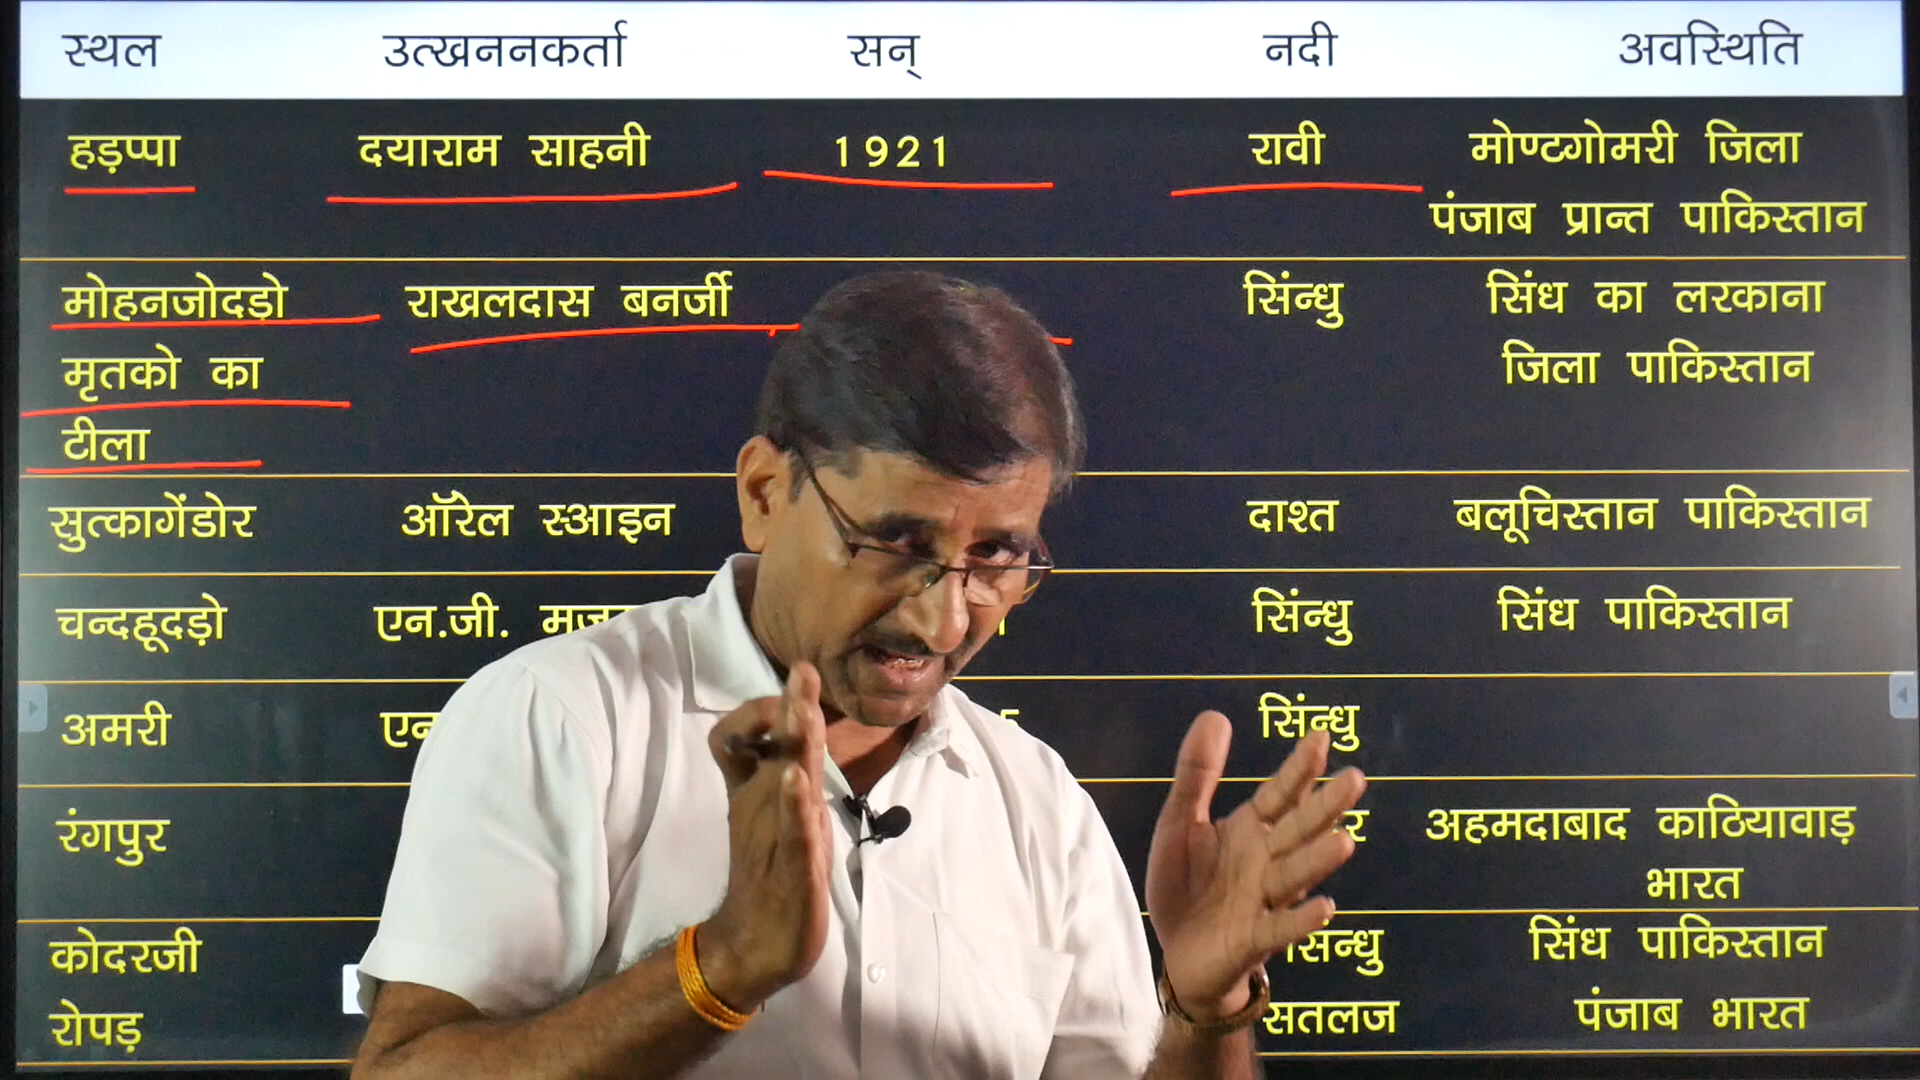 स्थल उत्खननकर्ता सन् नदी अवस्थिति
हड़प्पा दयाराम साहनी 1921 रावी मोण्टगोमरी जिला
पंजाब प्रान्त पाकिस्तान
मोहनजोदड़ो राखलदास बनर्जी सिंन्धु सिंध का लरकाना
मृतको का जिला पाकिस्तान
टीला
सुत्कागेंडोर ऑरेल स्आइन दाश्त बलूचिस्तान पाकिस्तान
चन्दहूदड़ो एन.जी. सिंन्धु सिंध पाकिस्तान
अमरी सिंन्धु
रंगपुर अहमदाबाद काठियावाड़
भारत
कोदरजी सिंन्धु सिंध पाकिस्तान
रोपड़ सतलज पंजाब भारत